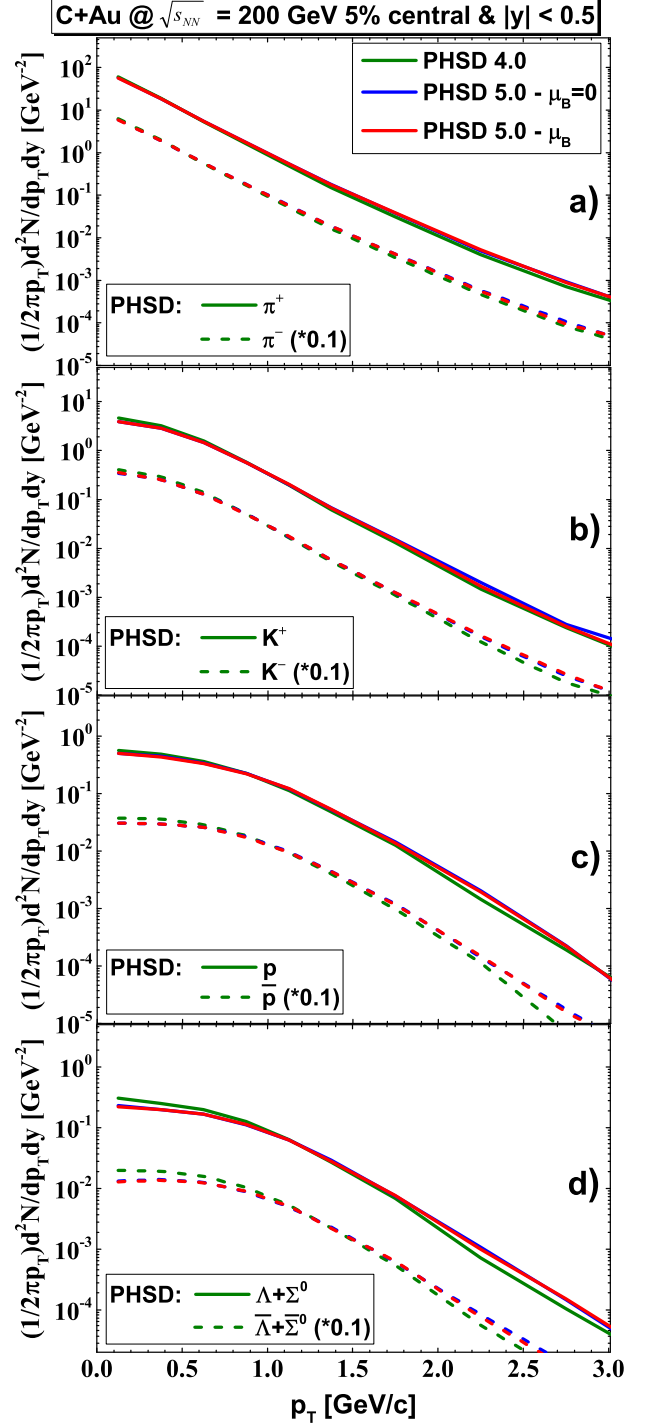 C+Au @ √s_NN = 200 GeV 5% central & |y| < 0.5
PHSD 4.0
PHSD 5.0 - μ_B=0
PHSD 5.0 - μ_B
(1/2πp_T)d²N/dp_Tdy [GeV⁻²]
10²
10¹
10⁰
10⁻¹
10⁻²
10⁻³
10⁻⁴
10⁻⁵
a)
PHSD: π⁺
π⁻ (*0.1)
(1/2πp_T)d²N/dp_Tdy [GeV⁻²]
10¹
10⁰
10⁻¹
10⁻²
10⁻³
10⁻⁴
10⁻⁵
b)
PHSD: K⁺
K⁻ (*0.1)
(1/2πp_T)d²N/dp_Tdy [GeV⁻²]
10⁰
10⁻¹
10⁻²
10⁻³
10⁻⁴
10⁻⁵
c)
PHSD: p
p̅ (*0.1)
(1/2πp_T)d²N/dp_Tdy [GeV⁻²]
10⁰
10⁻¹
10⁻²
10⁻³
10⁻⁴
d)
PHSD: Λ+Σ⁰
Λ̅+Σ̅⁰ (*0.1)
0.0 0.5 1.0 1.5 2.0 2.5 3.0
p_T [GeV/c]